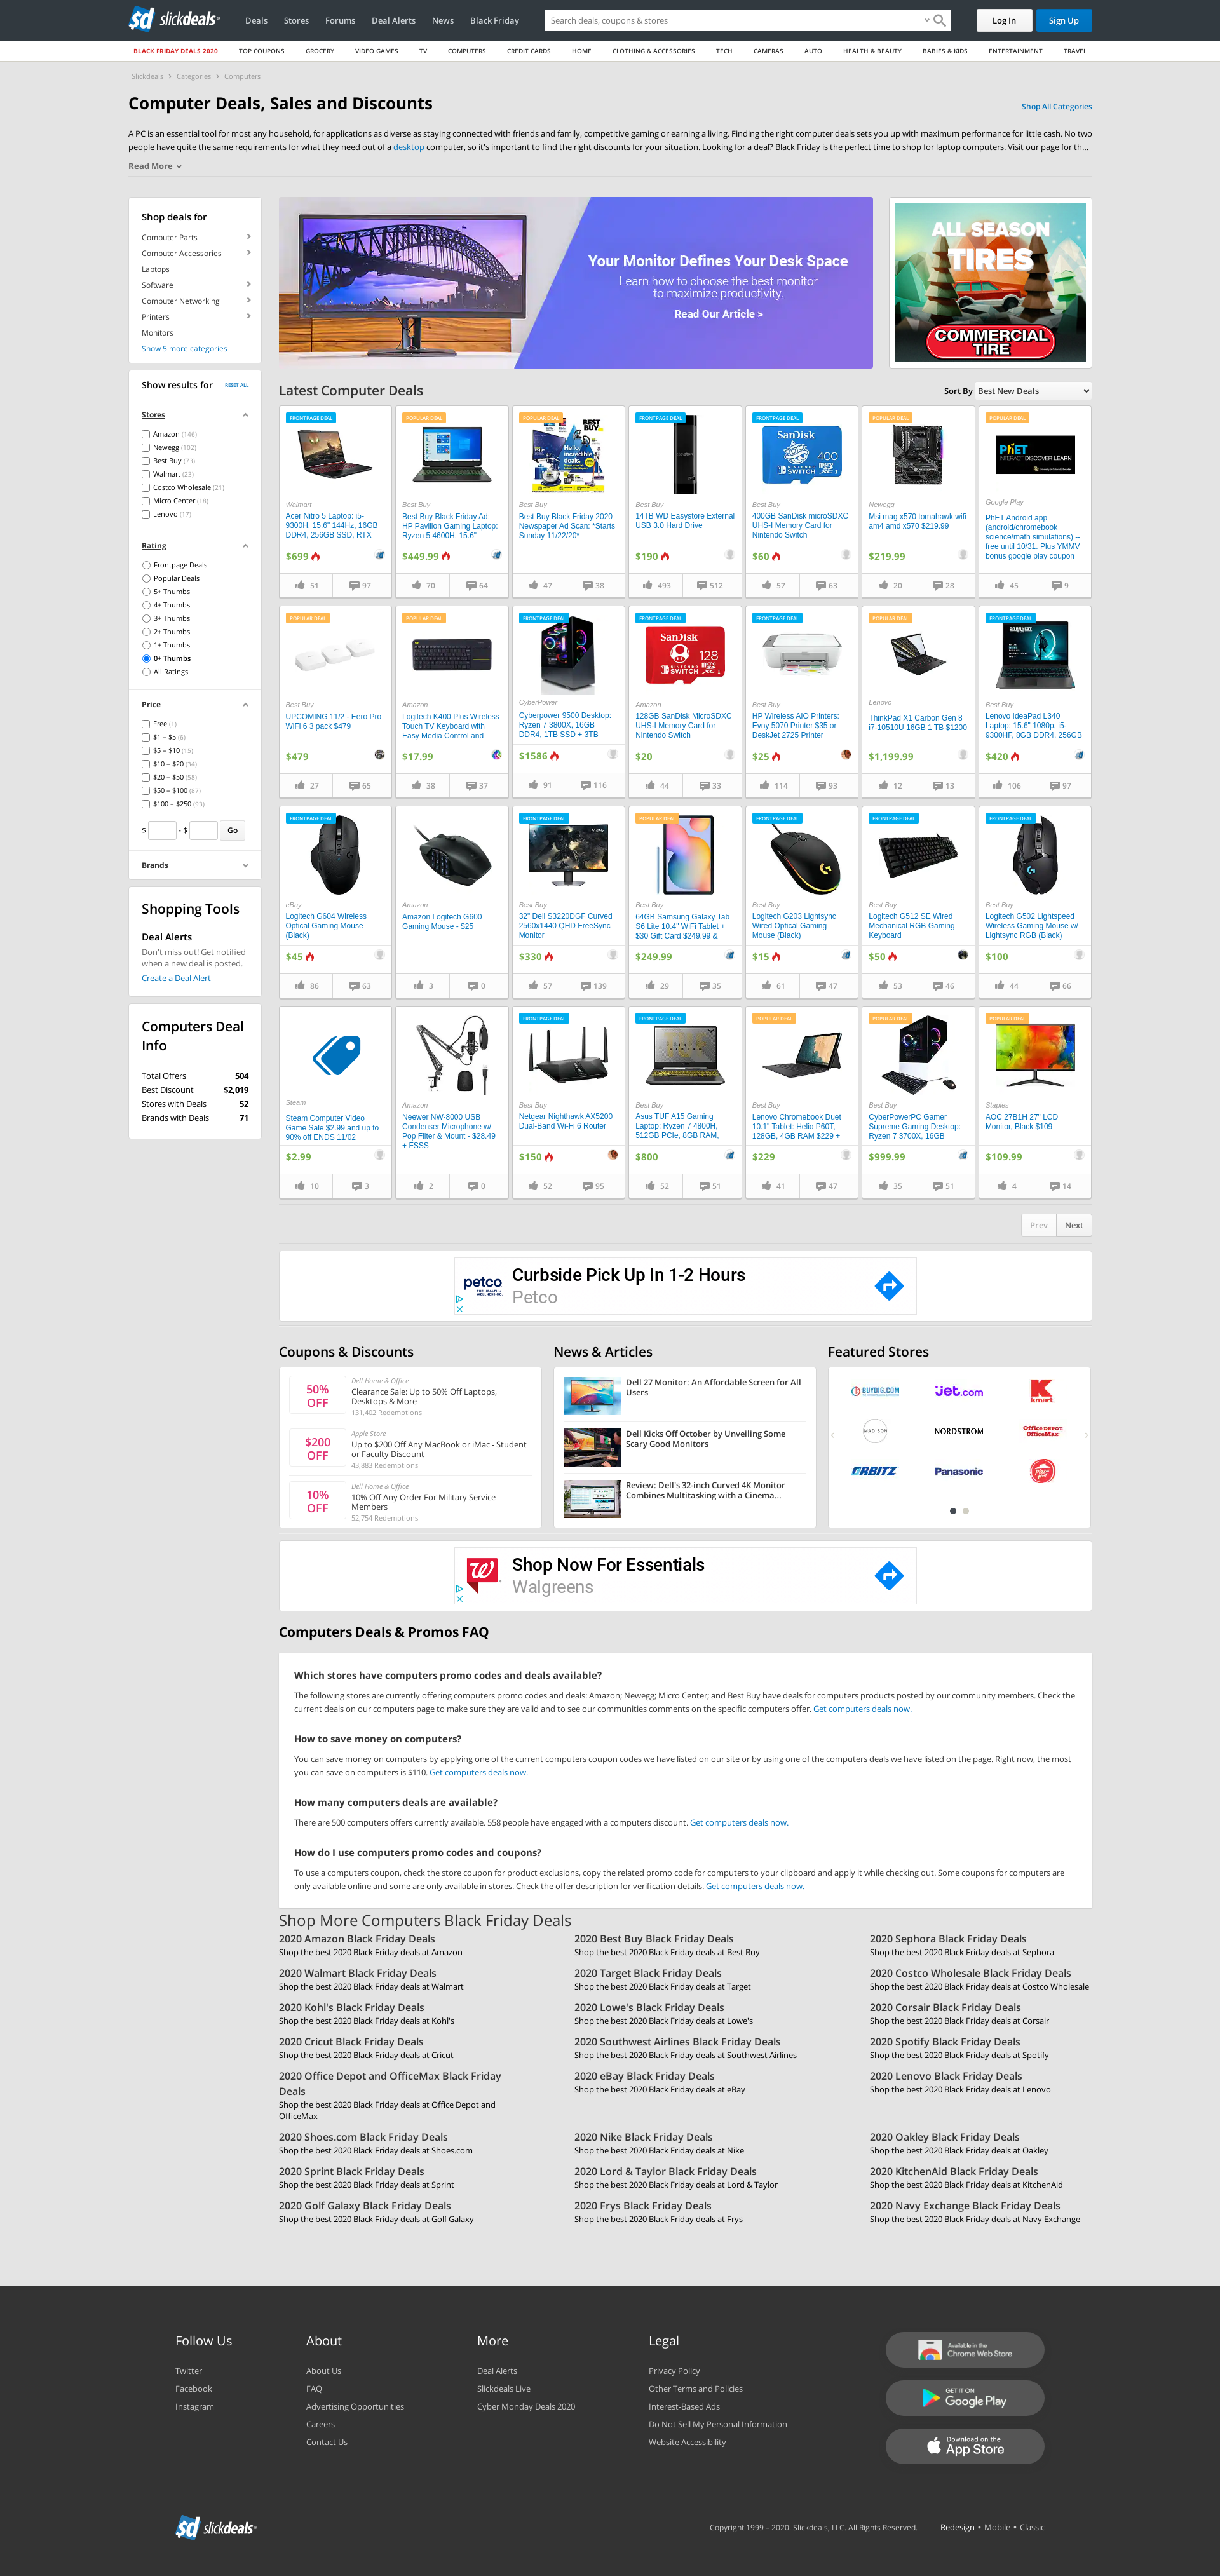 slickdeals
Deals
Stores
Forums
Deal Alerts
News
Black Friday
Search deals, coupons & stores
Log In
Sign Up
BLACK FRIDAY DEALS 2020
TOP COUPONS
GROCERY
VIDEO GAMES
TV
COMPUTERS
CREDIT CARDS
HOME
CLOTHING & ACCESSORIES
TECH
CAMERAS
AUTO
HEALTH & BEAUTY
BABIES & KIDS
ENTERTAINMENT
TRAVEL
Slickdeals › Categories › Computers
Computer Deals, Sales and Discounts
Shop All Categories
A PC is an essential tool for most any household, for applications as diverse as staying connected with friends and family, competitive gaming or earning a living. Finding the right computer deals sets you up with maximum performance for little cash. No two
people have quite the same requirements for what they need out of a desktop computer, so it's important to find the right discounts for your situation. Looking for a deal? Black Friday is the perfect time to shop for laptop computers. Visit our page for th...
Read More
Shop deals for
Computer Parts
Computer Accessories
Laptops
Software
Computer Networking
Printers
Monitors
Show 5 more categories
Your Monitor Defines Your Desk Space
Learn how to choose the best monitor
to maximize productivity.
Read Our Article >
ALL SEASON
TIRES
COMMERCIAL
TIRE
Show results for
RESET ALL
Stores
Amazon (146)
Newegg (102)
Best Buy (73)
Walmart (23)
Costco Wholesale (21)
Micro Center (18)
Lenovo (17)
Rating
Frontpage Deals
Popular Deals
5+ Thumbs
4+ Thumbs
3+ Thumbs
2+ Thumbs
1+ Thumbs
0+ Thumbs
All Ratings
Price
Free (1)
$1 – $5 (6)
$5 – $10 (15)
$10 – $20 (34)
$20 – $50 (58)
$50 – $100 (87)
$100 – $250 (93)
$ - $ Go
Brands
Shopping Tools
Deal Alerts
Don't miss out! Get notified
when a new deal is posted.
Create a Deal Alert
Computers Deal
Info
Total Offers 504
Best Discount $2,019
Stores with Deals 52
Brands with Deals 71
Latest Computer Deals
Sort By Best New Deals
FRONTPAGE DEAL
Walmart
Acer Nitro 5 Laptop: i5-
9300H, 15.6" 144Hz, 16GB
DDR4, 256GB SSD, RTX
$699
51 97
POPULAR DEAL
Best Buy
Best Buy Black Friday Ad:
HP Pavilion Gaming Laptop:
Ryzen 5 4600H, 15.6"
$449.99
70 64
POPULAR DEAL
BEST BUY
Hello,
incredible
deals.
Best Buy
Best Buy Black Friday 2020
Newspaper Ad Scan: *Starts
Sunday 11/22/20*
47 38
FRONTPAGE DEAL
Best Buy
14TB WD Easystore External
USB 3.0 Hard Drive
$190
493 512
FRONTPAGE DEAL
SanDisk
400
NINTENDO
SWITCH
Best Buy
400GB SanDisk microSDXC
UHS-I Memory Card for
Nintendo Switch
$60
57 63
POPULAR DEAL
Newegg
Msi mag x570 tomahawk wifi
am4 amd x570 $219.99
$219.99
20 28
POPULAR DEAL
PhET
INTERACT DISCOVER LEARN
Google Play
PhET Android app
(android/chromebook
science/math simulations) --
free until 10/31. Plus YMMV
bonus google play coupon
45 9
POPULAR DEAL
Best Buy
UPCOMING 11/2 - Eero Pro
WiFi 6 3 pack $479
$479
27 65
POPULAR DEAL
Amazon
Logitech K400 Plus Wireless
Touch TV Keyboard with
Easy Media Control and
$17.99
38 37
FRONTPAGE DEAL
CyberPower
Cyberpower 9500 Desktop:
Ryzen 7 3800X, 16GB
DDR4, 1TB SSD + 3TB
$1586
91 116
FRONTPAGE DEAL
SanDisk
128
NINTENDO
SWITCH
Amazon
128GB SanDisk MicroSDXC
UHS-I Memory Card for
Nintendo Switch
$20
44 33
FRONTPAGE DEAL
Best Buy
HP Wireless AIO Printers:
Evny 5070 Printer $35 or
DeskJet 2725 Printer
$25
114 93
POPULAR DEAL
Lenovo
ThinkPad X1 Carbon Gen 8
i7-10510U 16GB 1 TB $1200
$1,199.99
12 13
FRONTPAGE DEAL
Best Buy
Lenovo IdeaPad L340
Laptop: 15.6" 1080p, i5-
9300HF, 8GB DDR4, 256GB
$420
106 97
FRONTPAGE DEAL
eBay
Logitech G604 Wireless
Optical Gaming Mouse
(Black)
$45
86 63
Amazon
Amazon Logitech G600
Gaming Mouse - $25
3 0
FRONTPAGE DEAL
Best Buy
32" Dell S3220DGF Curved
2560x1440 QHD FreeSync
Monitor
$330
57 139
POPULAR DEAL
Best Buy
64GB Samsung Galaxy Tab
S6 Lite 10.4" WiFi Tablet +
$30 Gift Card $249.99 &
$249.99
29 35
FRONTPAGE DEAL
Best Buy
Logitech G203 Lightsync
Wired Optical Gaming
Mouse (Black)
$15
61 47
FRONTPAGE DEAL
Best Buy
Logitech G512 SE Wired
Mechanical RGB Gaming
Keyboard
$50
53 46
FRONTPAGE DEAL
Best Buy
Logitech G502 Lightspeed
Wireless Gaming Mouse w/
Lightsync RGB (Black)
$100
44 66
Steam
Steam Computer Video
Game Sale $2.99 and up to
90% off ENDS 11/02
$2.99
10 3
Amazon
Neewer NW-8000 USB
Condenser Microphone w/
Pop Filter & Mount - $28.49
+ FSSS
2 0
FRONTPAGE DEAL
Best Buy
Netgear Nighthawk AX5200
Dual-Band Wi-Fi 6 Router
$150
52 95
FRONTPAGE DEAL
Best Buy
Asus TUF A15 Gaming
Laptop: Ryzen 7 4800H,
512GB PCIe, 8GB RAM,
$800
52 51
POPULAR DEAL
Best Buy
Lenovo Chromebook Duet
10.1" Tablet: Helio P60T,
128GB, 4GB RAM $229 +
$229
41 47
POPULAR DEAL
Best Buy
CyberPowerPC Gamer
Supreme Gaming Desktop:
Ryzen 7 3700X, 16GB
$999.99
35 51
POPULAR DEAL
Staples
AOC 27B1H 27" LCD
Monitor, Black $109
$109.99
4 14
Prev Next
petco
Curbside Pick Up In 1-2 Hours
Petco
Coupons & Discounts
50%
OFF
Dell Home & Office
Clearance Sale: Up to 50% Off Laptops,
Desktops & More
131,402 Redemptions
$200
OFF
Apple Store
Up to $200 Off Any MacBook or iMac - Student
or Faculty Discount
43,883 Redemptions
10%
OFF
Dell Home & Office
10% Off Any Order For Military Service
Members
52,754 Redemptions
News & Articles
Dell 27 Monitor: An Affordable Screen for All
Users
Dell Kicks Off October by Unveiling Some
Scary Good Monitors
Review: Dell's 32-inch Curved 4K Monitor
Combines Multitasking with a Cinema...
Featured Stores
BUYDIG.COM
Jet.com
kmart
MADISON
NORDSTROM
Office DEPOT
OfficeMax
ORBITZ
Panasonic
Pizza Hut
Shop Now For Essentials
Walgreens
Computers Deals & Promos FAQ
Which stores have computers promo codes and deals available?
The following stores are currently offering computers promo codes and deals: Amazon; Newegg; Micro Center; and Best Buy have deals for computers products posted by our community members. Check the
current deals on our computers page to make sure they are valid and to see our communities comments on the specific computers offer. Get computers deals now.
How to save money on computers?
You can save money on computers by applying one of the current computers coupon codes we have listed on our site or by using one of the computers deals we have listed on the page. Right now, the most
you can save on computers is $110. Get computers deals now.
How many computers deals are available?
There are 500 computers offers currently available. 558 people have engaged with a computers discount. Get computers deals now.
How do I use computers promo codes and coupons?
To use a computers coupon, check the store coupon for product exclusions, copy the related promo code for computers to your clipboard and apply it while checking out. Some coupons for computers are
only available online and some are only available in stores. Check the offer description for verification details. Get computers deals now.
Shop More Computers Black Friday Deals
2020 Amazon Black Friday Deals
Shop the best 2020 Black Friday deals at Amazon
2020 Best Buy Black Friday Deals
Shop the best 2020 Black Friday deals at Best Buy
2020 Sephora Black Friday Deals
Shop the best 2020 Black Friday deals at Sephora
2020 Walmart Black Friday Deals
Shop the best 2020 Black Friday deals at Walmart
2020 Target Black Friday Deals
Shop the best 2020 Black Friday deals at Target
2020 Costco Wholesale Black Friday Deals
Shop the best 2020 Black Friday deals at Costco Wholesale
2020 Kohl's Black Friday Deals
Shop the best 2020 Black Friday deals at Kohl's
2020 Lowe's Black Friday Deals
Shop the best 2020 Black Friday deals at Lowe's
2020 Corsair Black Friday Deals
Shop the best 2020 Black Friday deals at Corsair
2020 Cricut Black Friday Deals
Shop the best 2020 Black Friday deals at Cricut
2020 Southwest Airlines Black Friday Deals
Shop the best 2020 Black Friday deals at Southwest Airlines
2020 Spotify Black Friday Deals
Shop the best 2020 Black Friday deals at Spotify
2020 Office Depot and OfficeMax Black Friday
Deals
Shop the best 2020 Black Friday deals at Office Depot and
OfficeMax
2020 eBay Black Friday Deals
Shop the best 2020 Black Friday deals at eBay
2020 Lenovo Black Friday Deals
Shop the best 2020 Black Friday deals at Lenovo
2020 Shoes.com Black Friday Deals
Shop the best 2020 Black Friday deals at Shoes.com
2020 Nike Black Friday Deals
Shop the best 2020 Black Friday deals at Nike
2020 Oakley Black Friday Deals
Shop the best 2020 Black Friday deals at Oakley
2020 Sprint Black Friday Deals
Shop the best 2020 Black Friday deals at Sprint
2020 Lord & Taylor Black Friday Deals
Shop the best 2020 Black Friday deals at Lord & Taylor
2020 KitchenAid Black Friday Deals
Shop the best 2020 Black Friday deals at KitchenAid
2020 Golf Galaxy Black Friday Deals
Shop the best 2020 Black Friday deals at Golf Galaxy
2020 Frys Black Friday Deals
Shop the best 2020 Black Friday deals at Frys
2020 Navy Exchange Black Friday Deals
Shop the best 2020 Black Friday deals at Navy Exchange
Follow Us
Twitter
Facebook
Instagram
About
About Us
FAQ
Advertising Opportunities
Careers
Contact Us
More
Deal Alerts
Slickdeals Live
Cyber Monday Deals 2020
Legal
Privacy Policy
Other Terms and Policies
Interest-Based Ads
Do Not Sell My Personal Information
Website Accessibility
Available in the
Chrome Web Store
GET IT ON
Google Play
Download on the
App Store
slickdeals
Copyright 1999 – 2020. Slickdeals, LLC. All Rights Reserved.
Redesign • Mobile • Classic